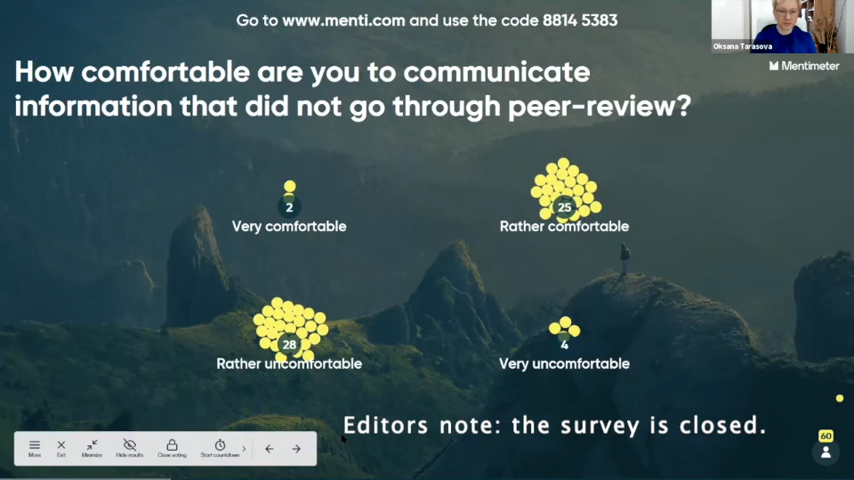 Go to www.menti.com and use the code 8814 5383
Oksana Tarasova
Mentimeter
How comfortable are you to communicate
information that did not go through peer-review?
2
Very comfortable
25
Rather comfortable
28
Rather uncomfortable
4
Very uncomfortable
Editors note: the survey is closed.
60
More
Exit
Minimize
Hide results
Close voting
Start countdown